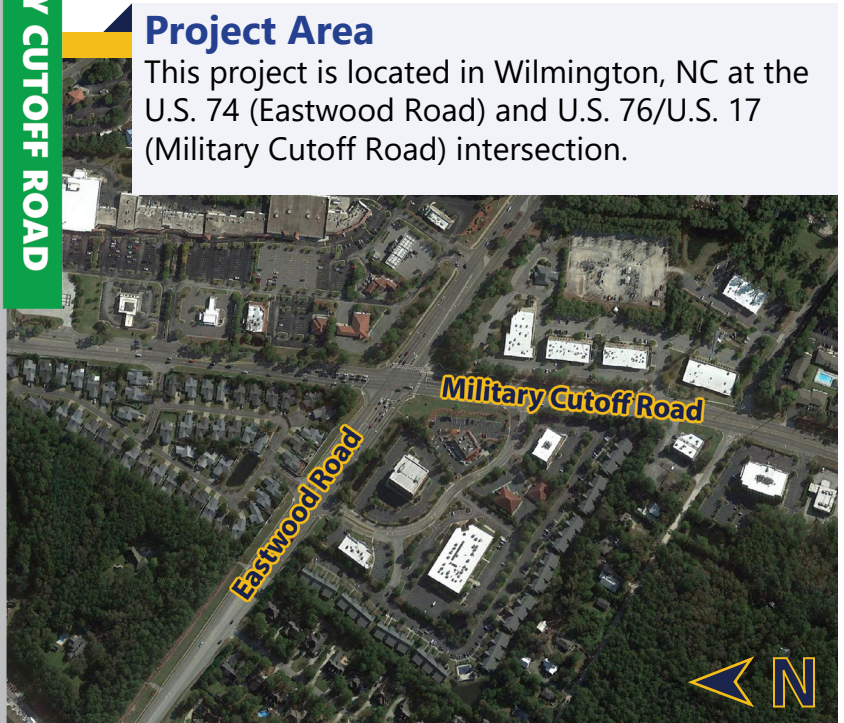 Y CUTOFF ROAD
Project Area
This project is located in Wilmington, NC at the
U.S. 74 (Eastwood Road) and U.S. 76/U.S. 17
(Military Cutoff Road) intersection.
Military Cutoff Road
Eastwood Road
N